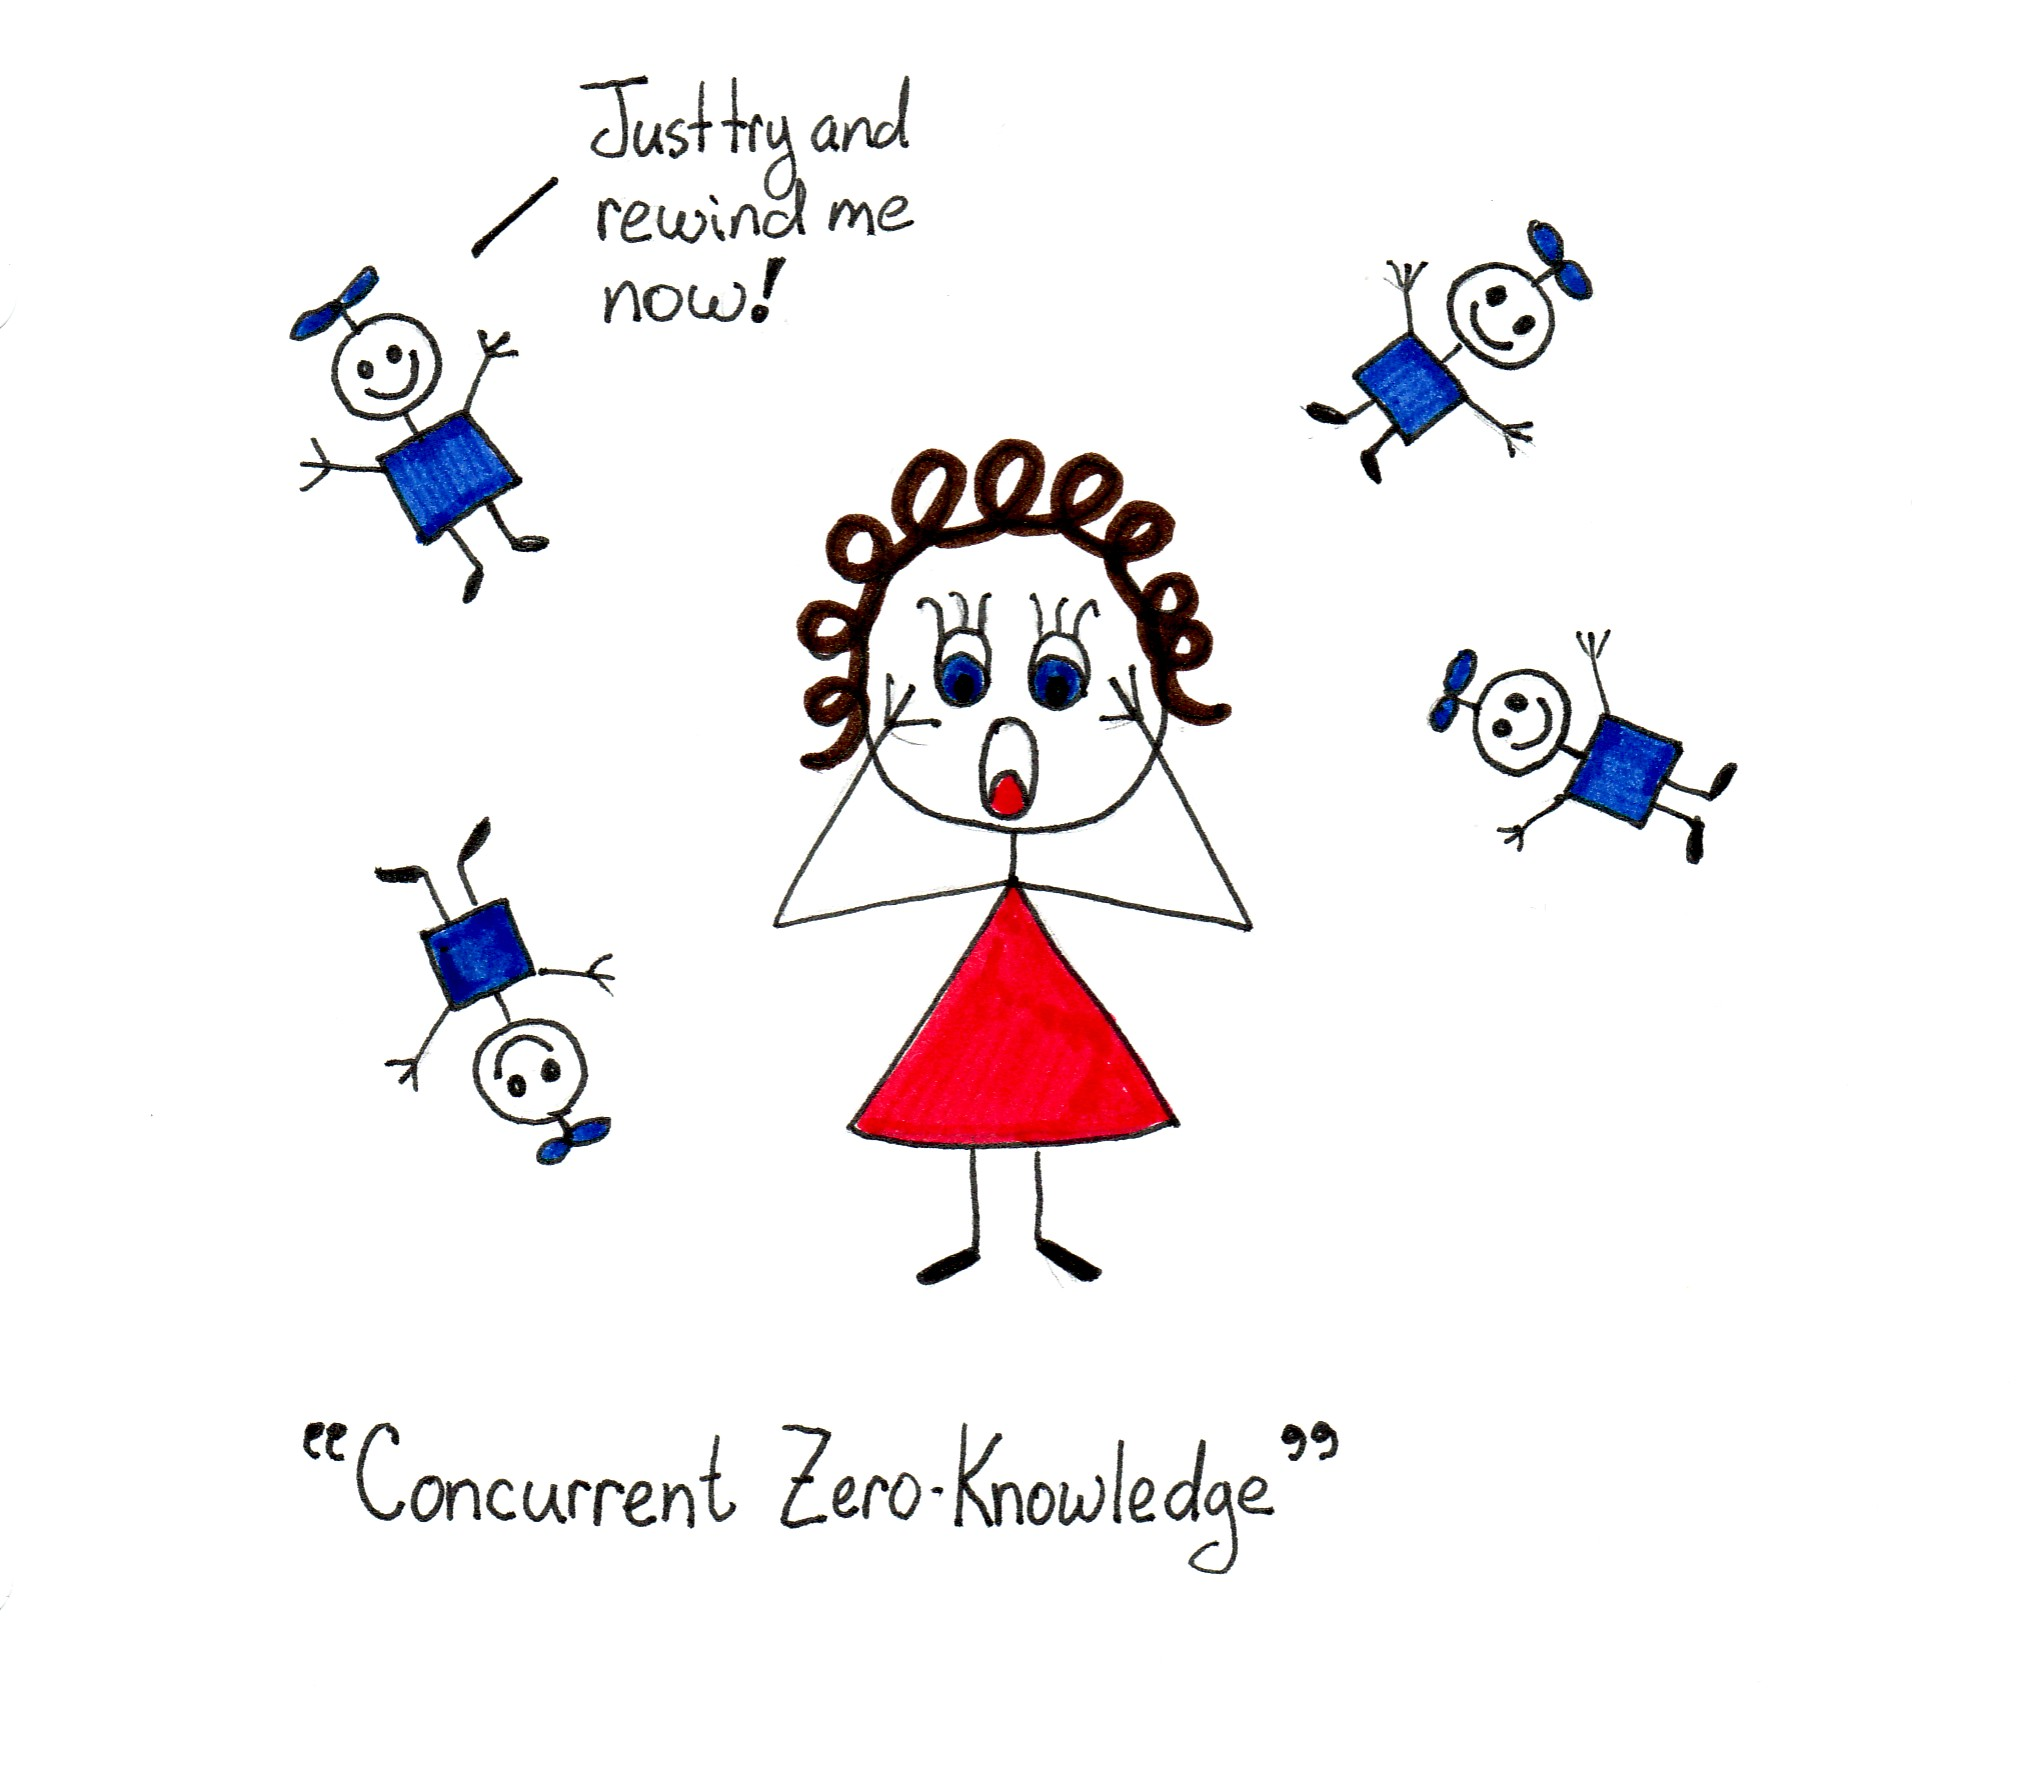 Just try and
rewind me
now!
“Concurrent Zero-Knowledge”